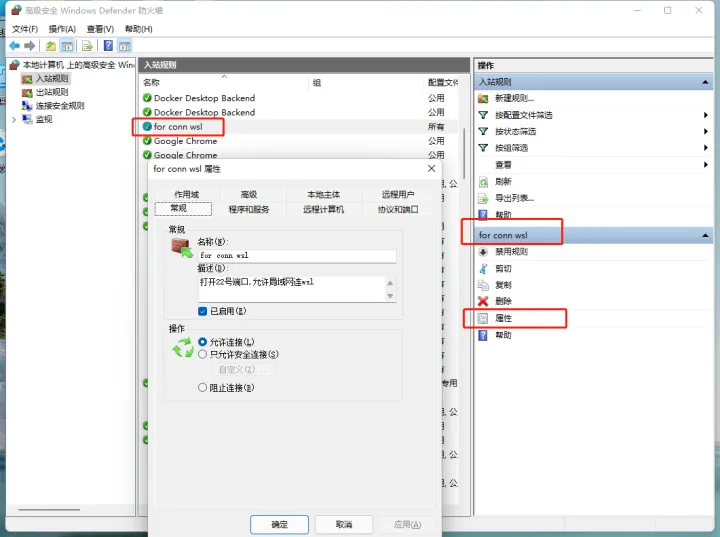 高级安全 Windows Defender 防火墙
文件(F) 操作(A) 查看(V) 帮助(H)
本地计算机 上的高级安全 Win
入站规则
出站规则
连接安全规则
监视
入站规则
名称 组 配置文件
Docker Desktop Backend 公用
Docker Desktop Backend 公用
for conn wsl 所有
Google Chrome 公用
Google Chrome 公用
for conn wsl 属性
作用域 高级 本地主体 远程用户
常规 程序和服务 远程计算机 协议和端口
常规
名称(N):
for conn wsl
描述(D):
打开22号端口,允许局域网连wsl
已启用(E)
操作
允许连接(L)
只允许安全连接(S)
自定义(Z)...
阻止连接(B)
确定 取消 应用(A)
操作
入站规则
新建规则...
按配置文件筛选
按状态筛选
按组筛选
查看
刷新
导出列表...
帮助
for conn wsl
禁用规则
剪切
复制
删除
属性
帮助